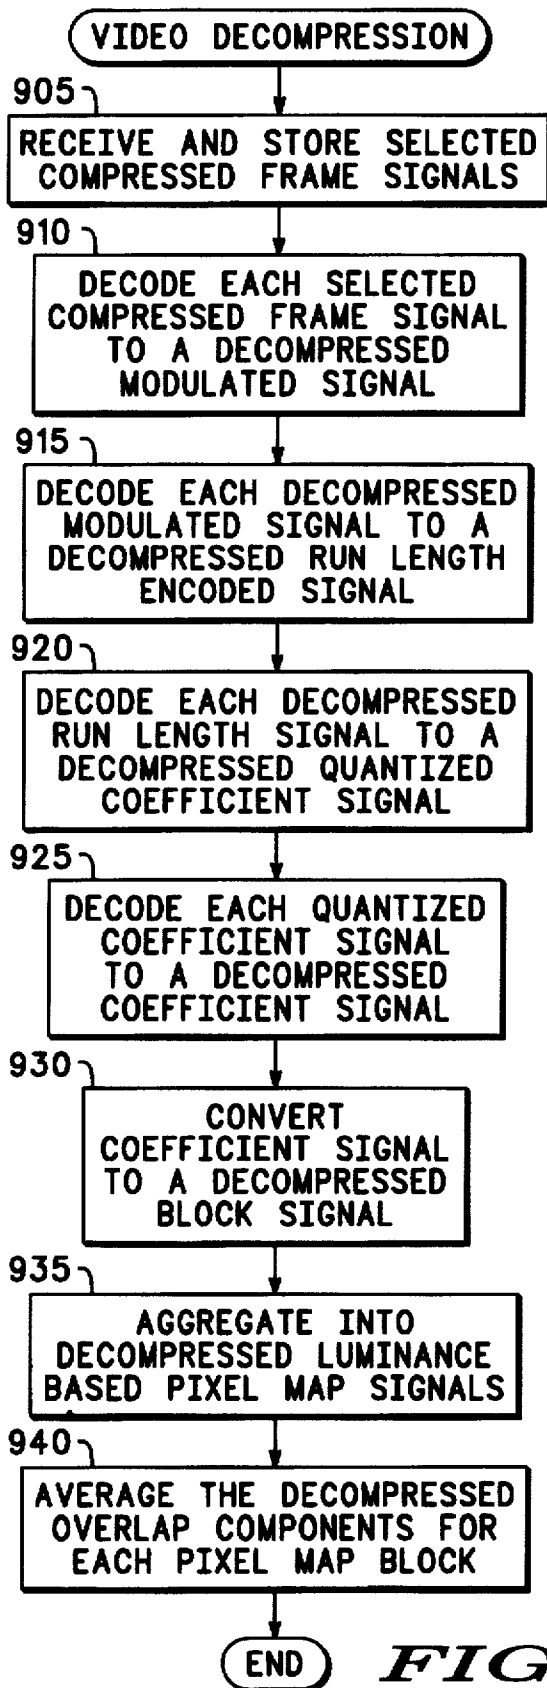 VIDEO DECOMPRESSION
905
RECEIVE AND STORE SELECTED
COMPRESSED FRAME SIGNALS
910
DECODE EACH SELECTED
COMPRESSED FRAME SIGNAL
TO A DECOMPRESSED
MODULATED SIGNAL
915
DECODE EACH DECOMPRESSED
MODULATED SIGNAL TO A
DECOMPRESSED RUN LENGTH
ENCODED SIGNAL
920
DECODE EACH DECOMPRESSED
RUN LENGTH SIGNAL TO A
DECOMPRESSED QUANTIZED
COEFFICIENT SIGNAL
925
DECODE EACH QUANTIZED
COEFFICIENT SIGNAL
TO A DECOMPRESSED
COEFFICIENT SIGNAL
930
CONVERT
COEFFICIENT SIGNAL
TO A DECOMPRESSED
BLOCK SIGNAL
935
AGGREGATE INTO
DECOMPRESSED LUMINANCE
BASED PIXEL MAP SIGNALS
940
AVERAGE THE DECOMPRESSED
OVERLAP COMPONENTS FOR
EACH PIXEL MAP BLOCK
END FIG